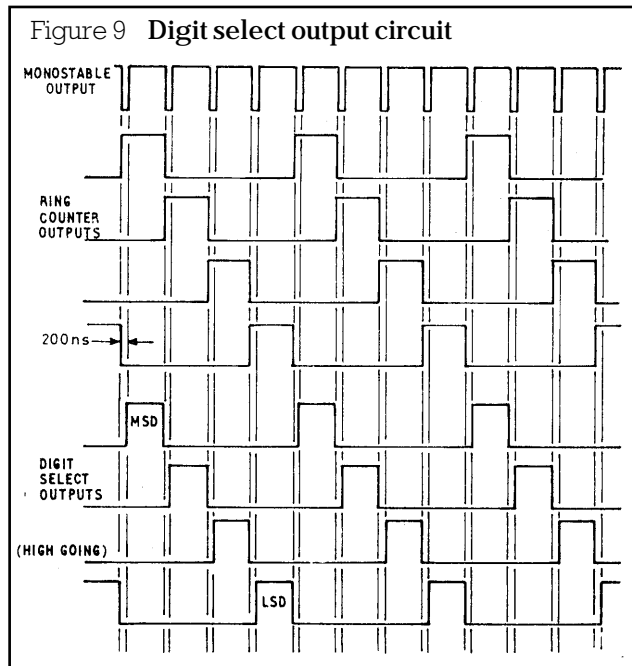 Figure 9 Digit select output circuit
MONOSTABLE
OUTPUT
RING
COUNTER
OUTPUTS
200ns
MSD
DIGIT
SELECT
OUTPUTS
(HIGH GOING)
LSD